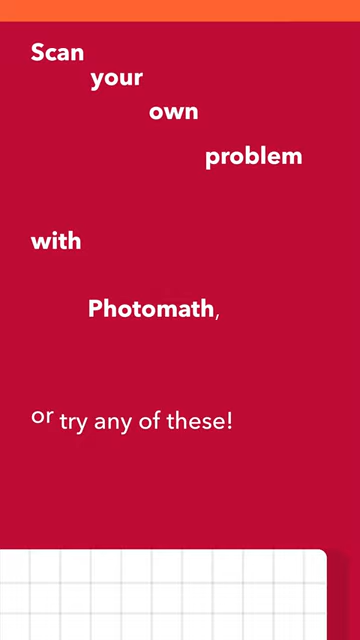 Scan
your
own
problem
with
Photomath,
or try any of these!